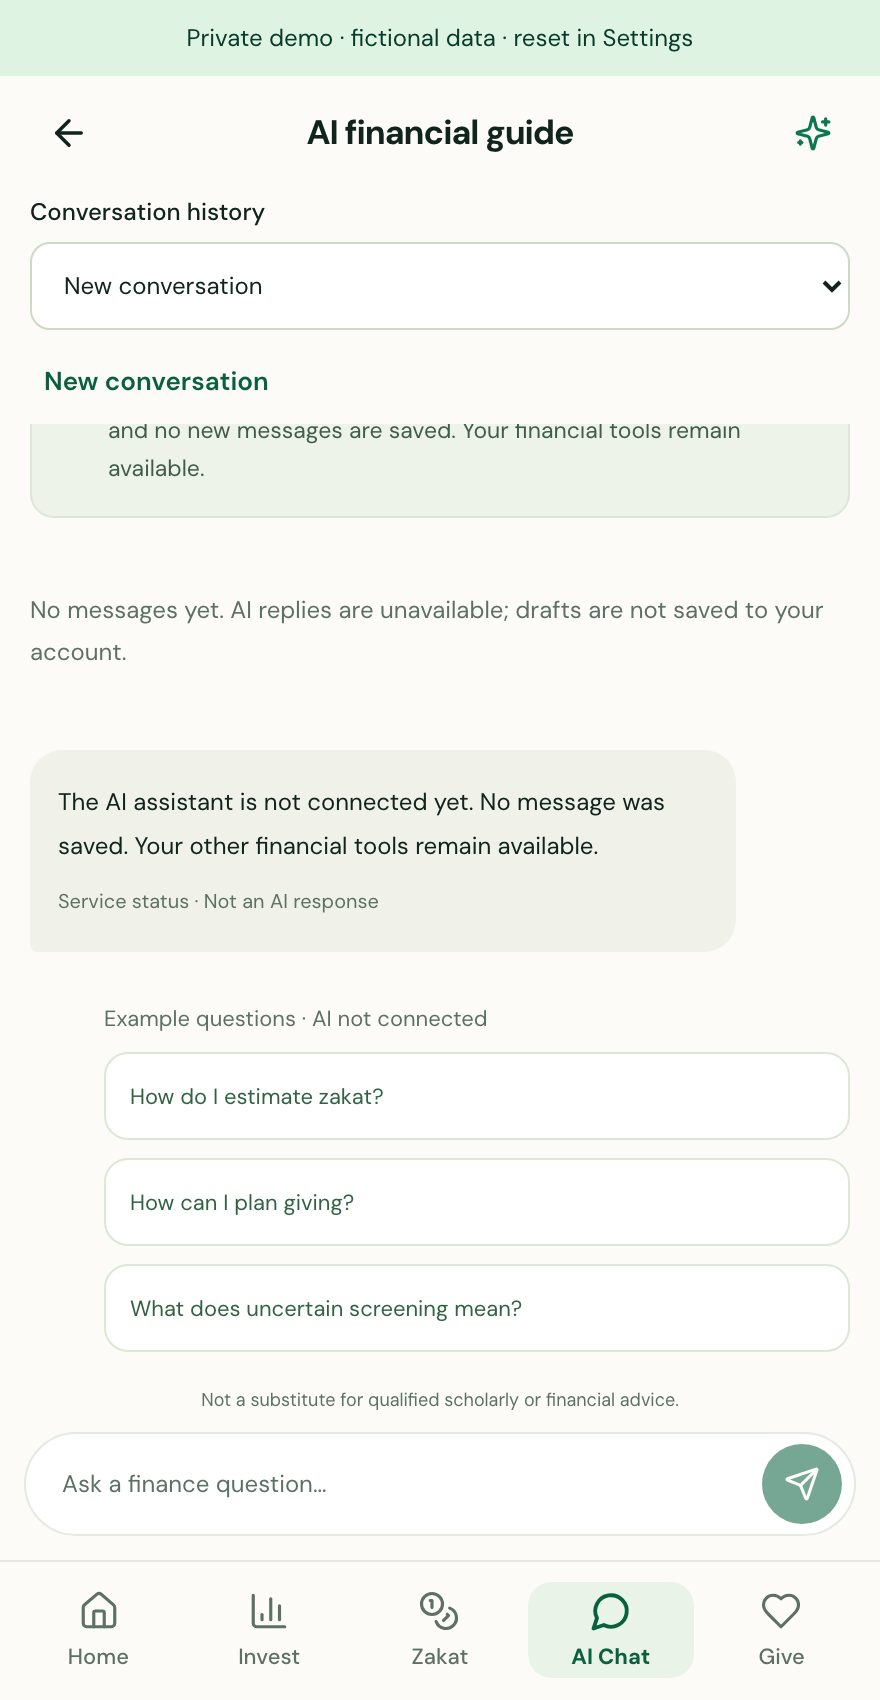 Private demo · fictional data · reset in Settings
AI financial guide
Conversation history
New conversation
New conversation
and no new messages are saved. Your financial tools remain
available.
No messages yet. AI replies are unavailable; drafts are not saved to your
account.
The AI assistant is not connected yet. No message was
saved. Your other financial tools remain available.
Service status · Not an AI response
Example questions · AI not connected
How do I estimate zakat?
How can I plan giving?
What does uncertain screening mean?
Not a substitute for qualified scholarly or financial advice.
Ask a finance question...
Home
Invest
Zakat
AI Chat
Give